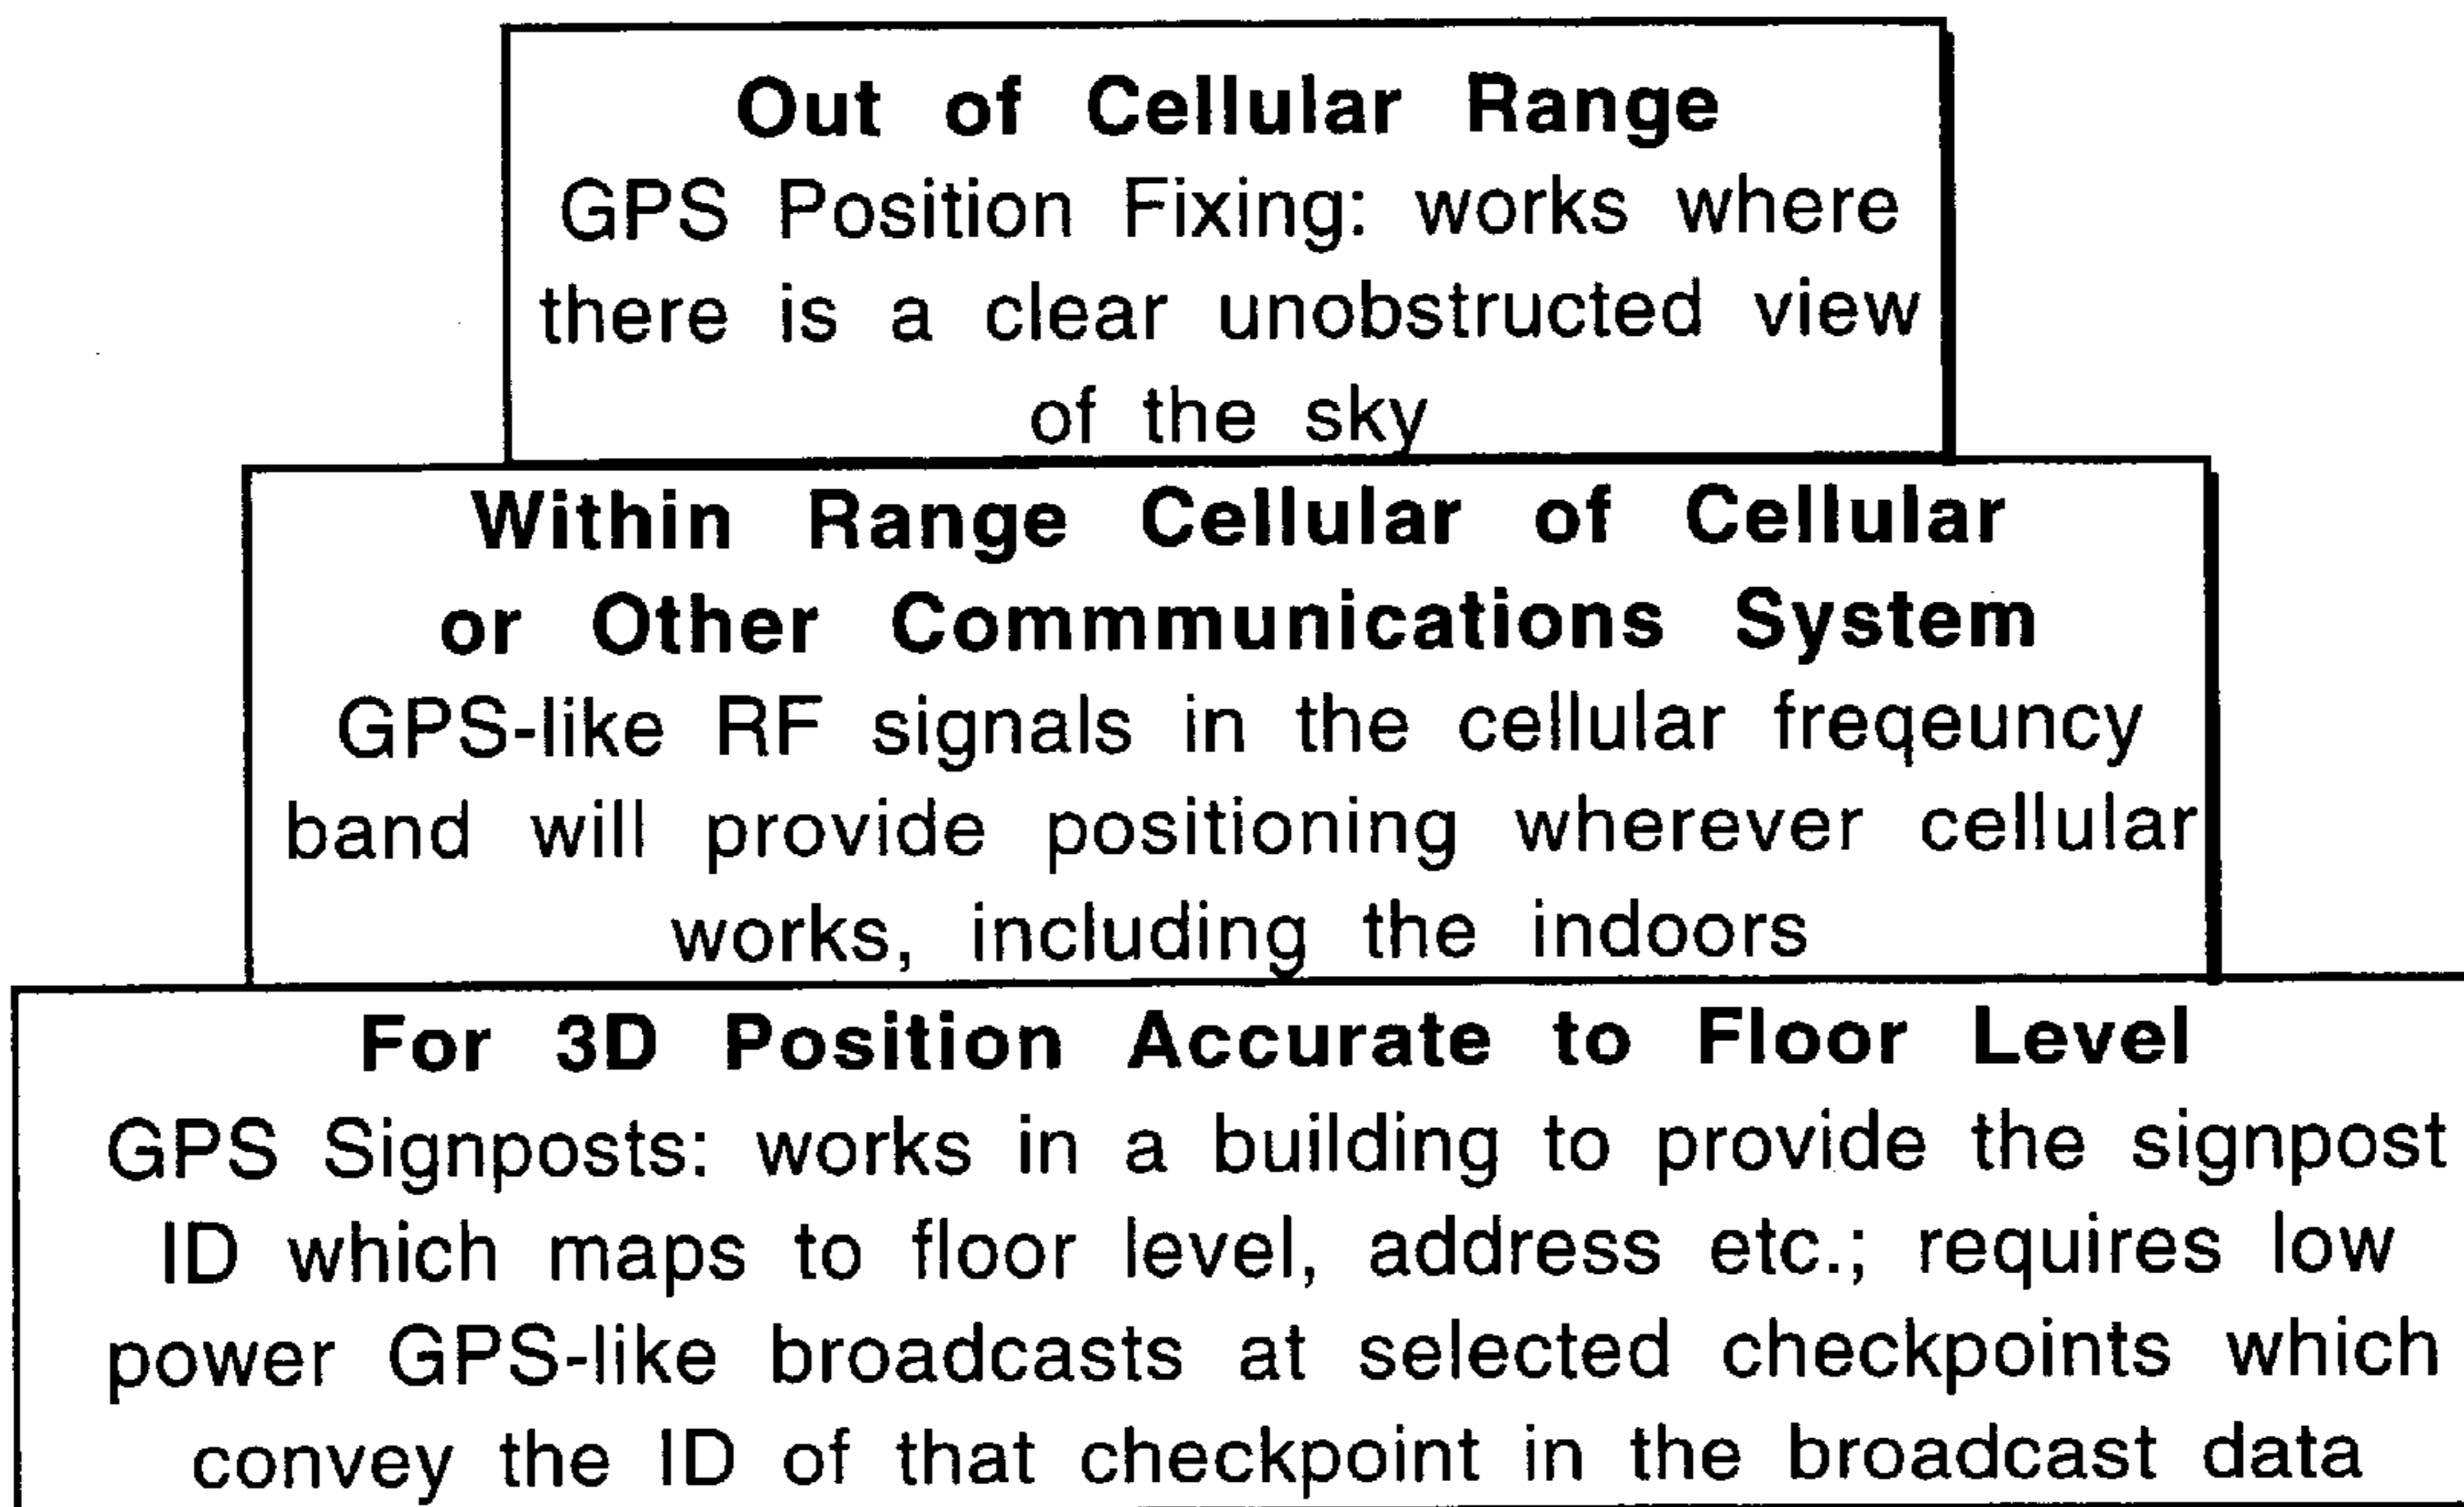 Out of Cellular Range
GPS Position Fixing: works where
there is a clear unobstructed view
of the sky
Within Range Cellular of Cellular
or Other Commmunications System
GPS-like RF signals in the cellular freqeuncy
band will provide positioning wherever cellular
works, including the indoors
For 3D Position Accurate to Floor Level
GPS Signposts: works in a building to provide the signpost
ID which maps to floor level, address etc.; requires low
power GPS-like broadcasts at selected checkpoints which
convey the ID of that checkpoint in the broadcast data